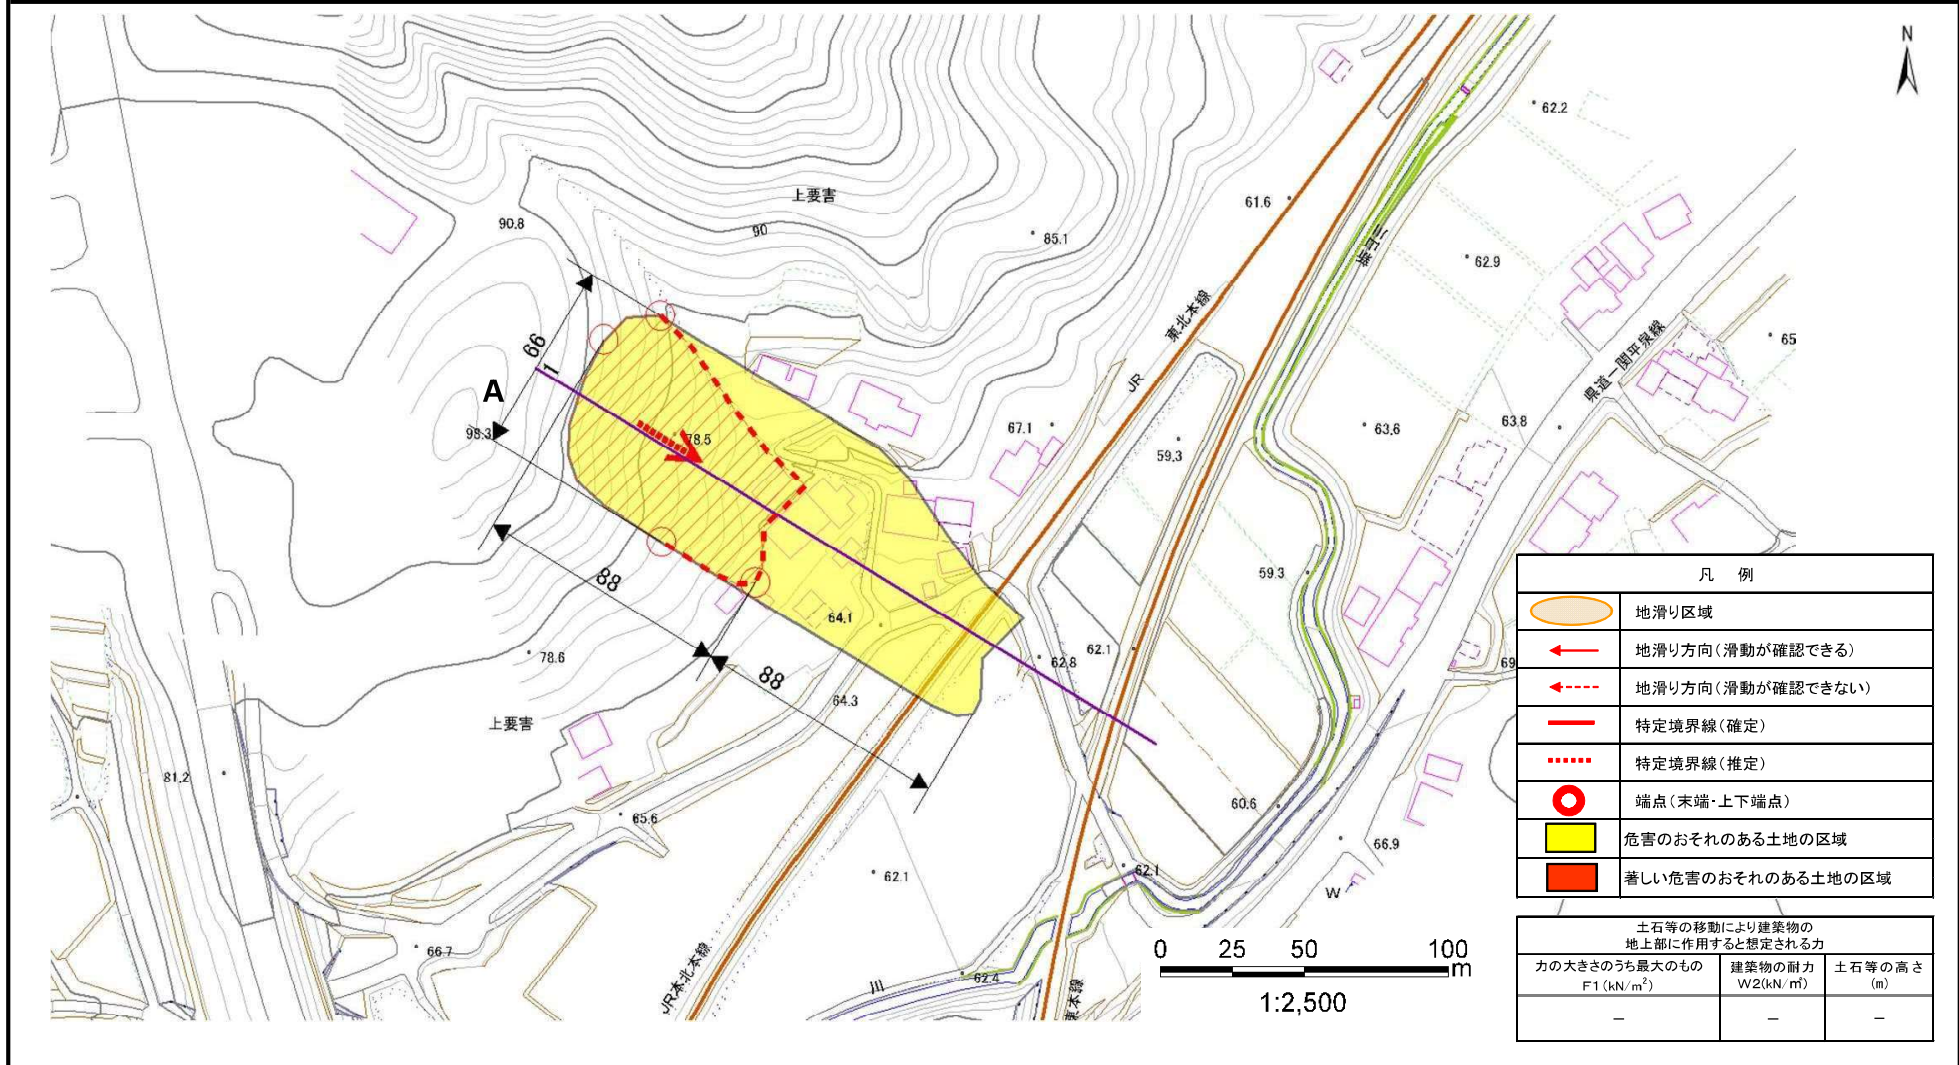 N
62.2
上要害
90.8
90
85.1
61.6
62.9
東北本線
JR
県道一関平泉線
65
66
1
A
98.3
78.5
67.1
63.6
63.8
59.3
59.3
88
64.1
78.6
88
64.3
62.8
62.1
69
上要害
81.2
65.6
60.6
66.9
62.1
62.1
W
66.7
62.4
川
JR本北本線
東本線
0 25 50 100
m
1:2,500
凡 例
地滑り区域
地滑り方向(滑動が確認できる)
地滑り方向(滑動が確認できない)
特定境界線(確定)
特定境界線(推定)
端点(末端・上下端点)
危害のおそれのある土地の区域
著しい危害のおそれのある土地の区域
土石等の移動により建築物の
地上部に作用すると想定される力
力の大きさのうち最大のもの
F1(kN/m²)
建築物の耐力
W2(kN/㎡)
土石等の高さ
(m)
－ － －